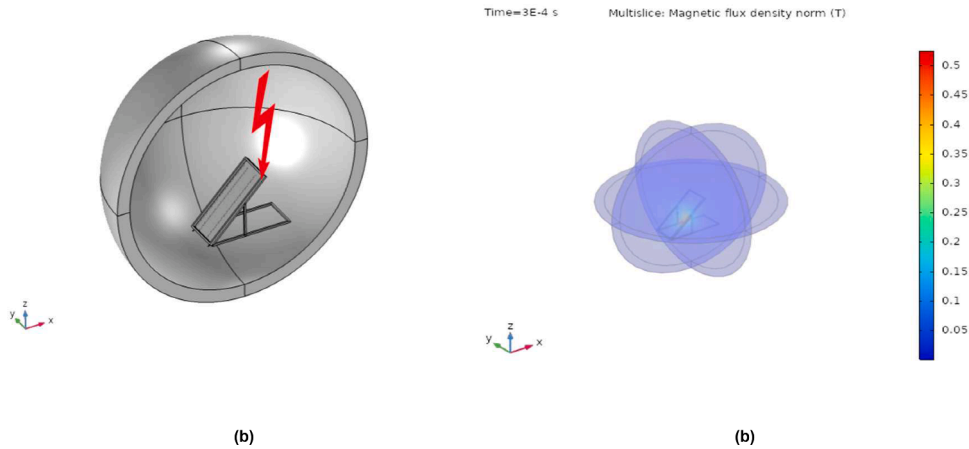 Time=3E-4 s Multislice: Magnetic flux density norm (T)
0.5
0.45
0.4
0.35
0.3
0.25
0.2
0.15
0.1
0.05
z
y
x
z
y
x
(b) (b)